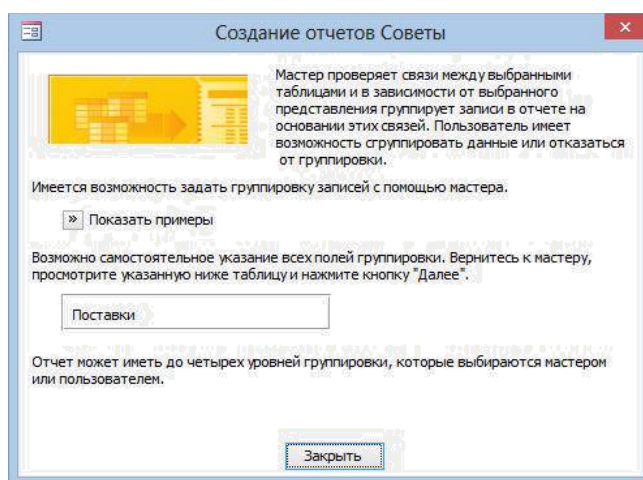 Создание отчетов Советы
Мастер проверяет связи между выбранными
таблицами и в зависимости от выбранного
представления группирует записи в отчете на
основании этих связей. Пользователь имеет
возможность сгруппировать данные или отказаться
от группировки.
Имеется возможность задать группировку записей с помощью мастера.
» Показать примеры
Возможно самостоятельное указание всех полей группировки. Вернитесь к мастеру,
просмотрите указанную ниже таблицу и нажмите кнопку "Далее".
Поставки
Отчет может иметь до четырех уровней группировки, которые выбираются мастером
или пользователем.
Закрыть